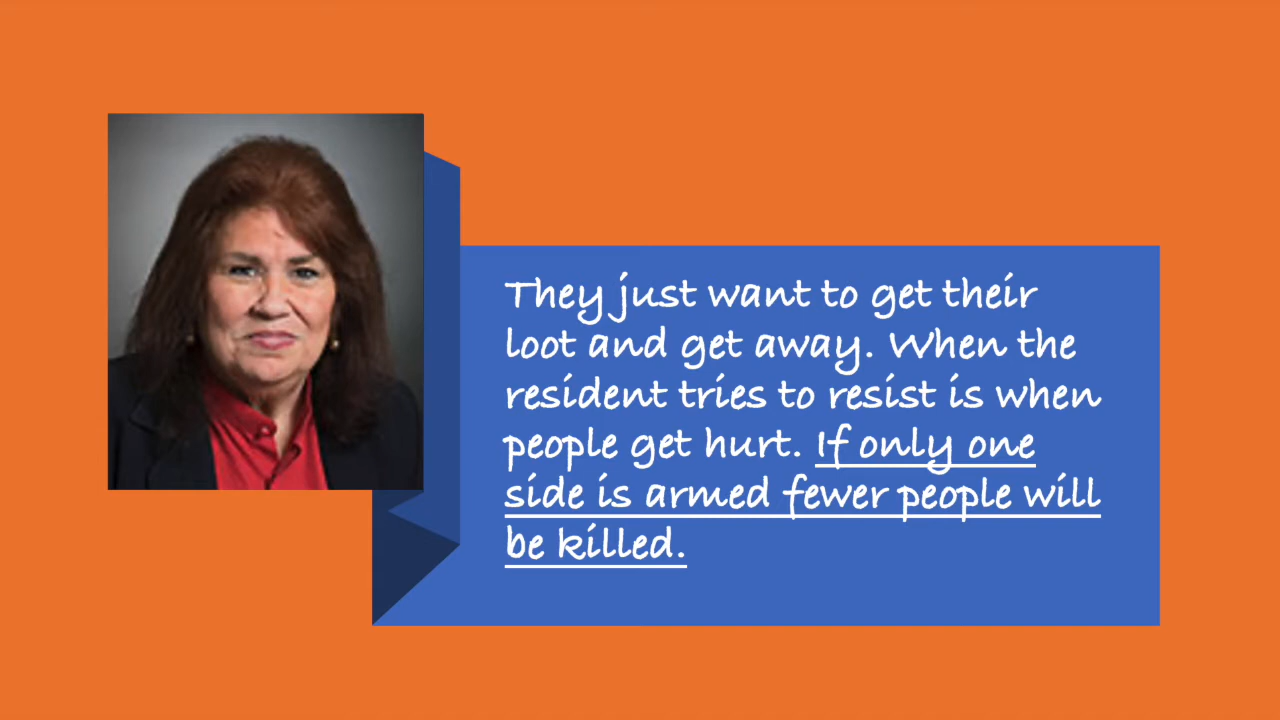 They just want to get their
loot and get away. When the
resident tries to resist is when
people get hurt. If only one
side is armed fewer people will
be killed.